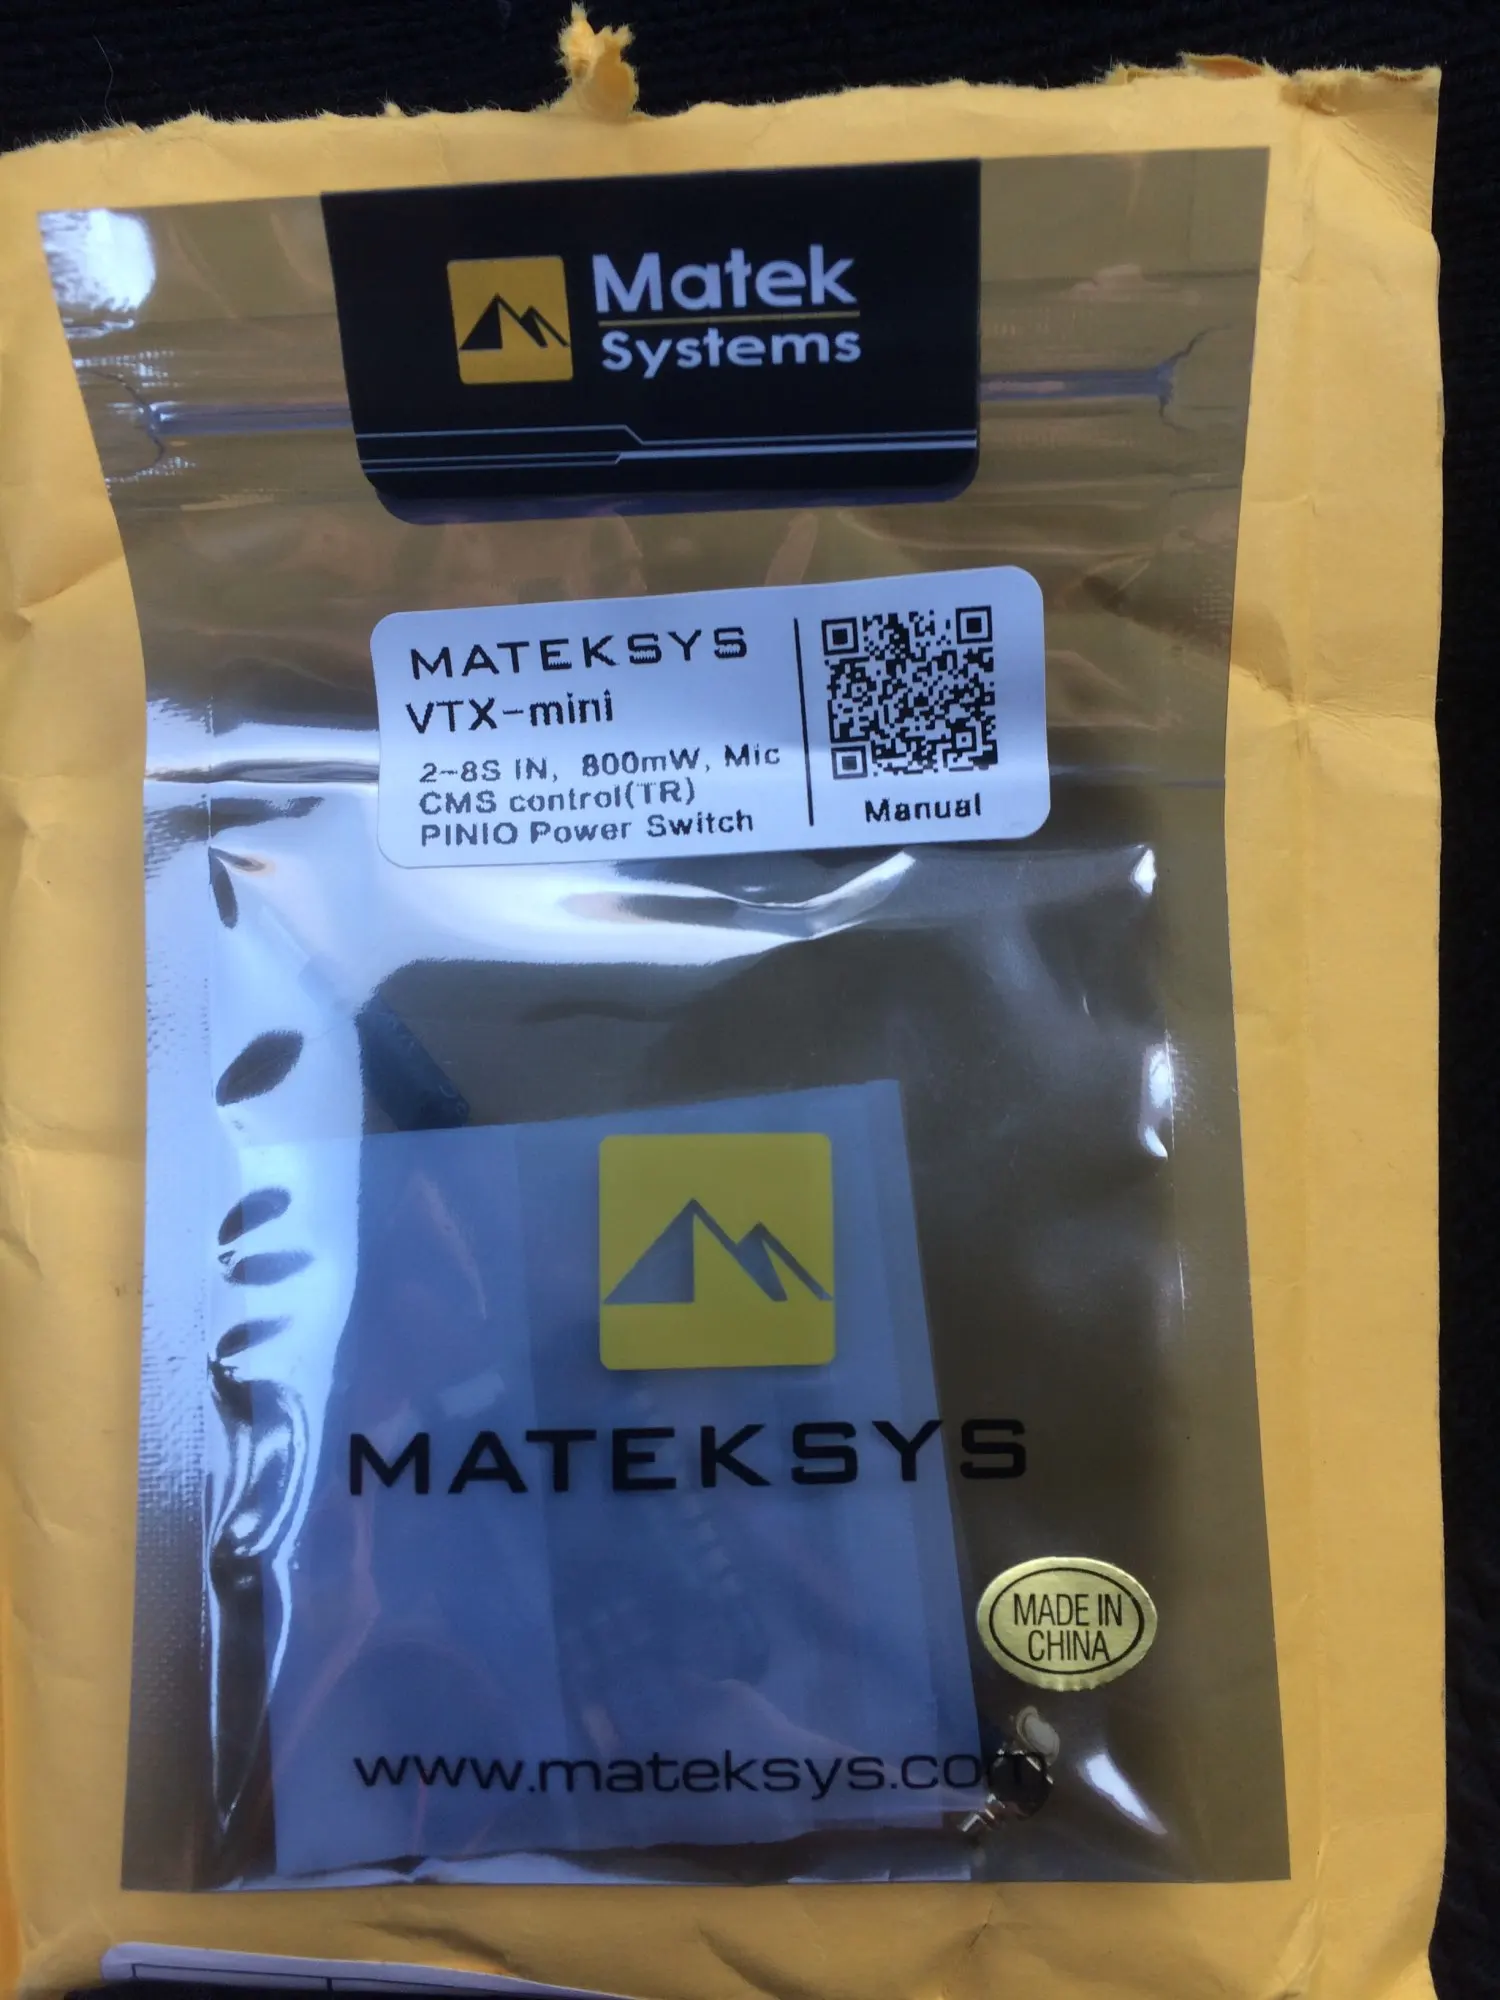 Matek
Systems
MATEKSYS
VTX-mini
2-8S IN, 800mW, Mic
CMS control(TR)
PINIO Power Switch
Manual
MATEKSYS
MADE IN
CHINA
www.mateksys.com